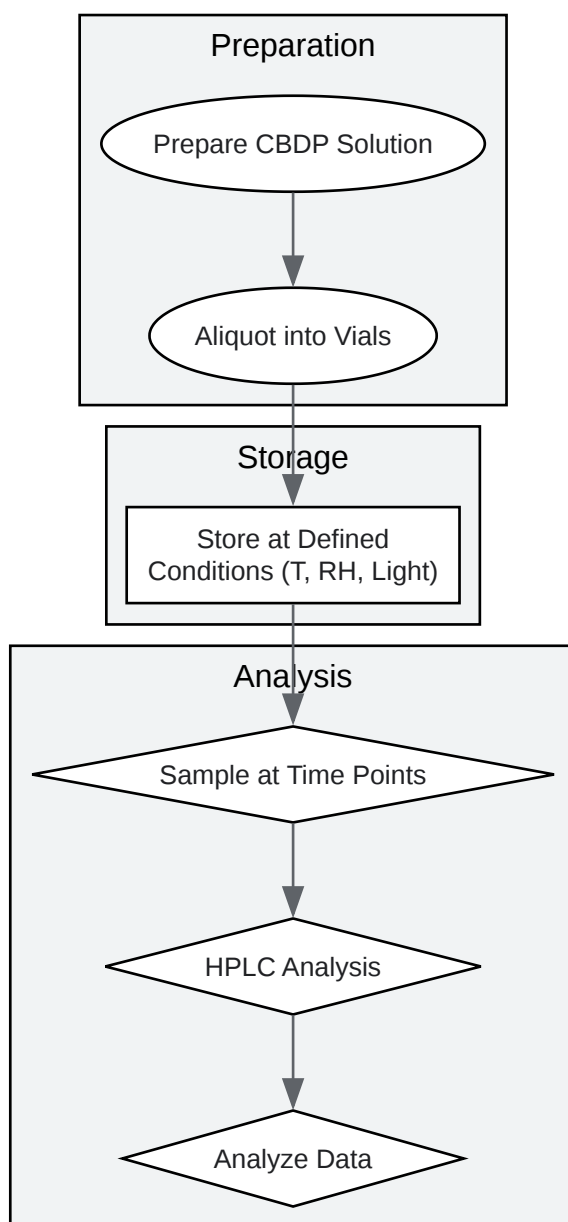 Preparation
Prepare CBDP Solution
Aliquot into Vials
Storage
Store at Defined
Conditions (T, RH, Light)
Analysis
Sample at Time Points
HPLC Analysis
Analyze Data